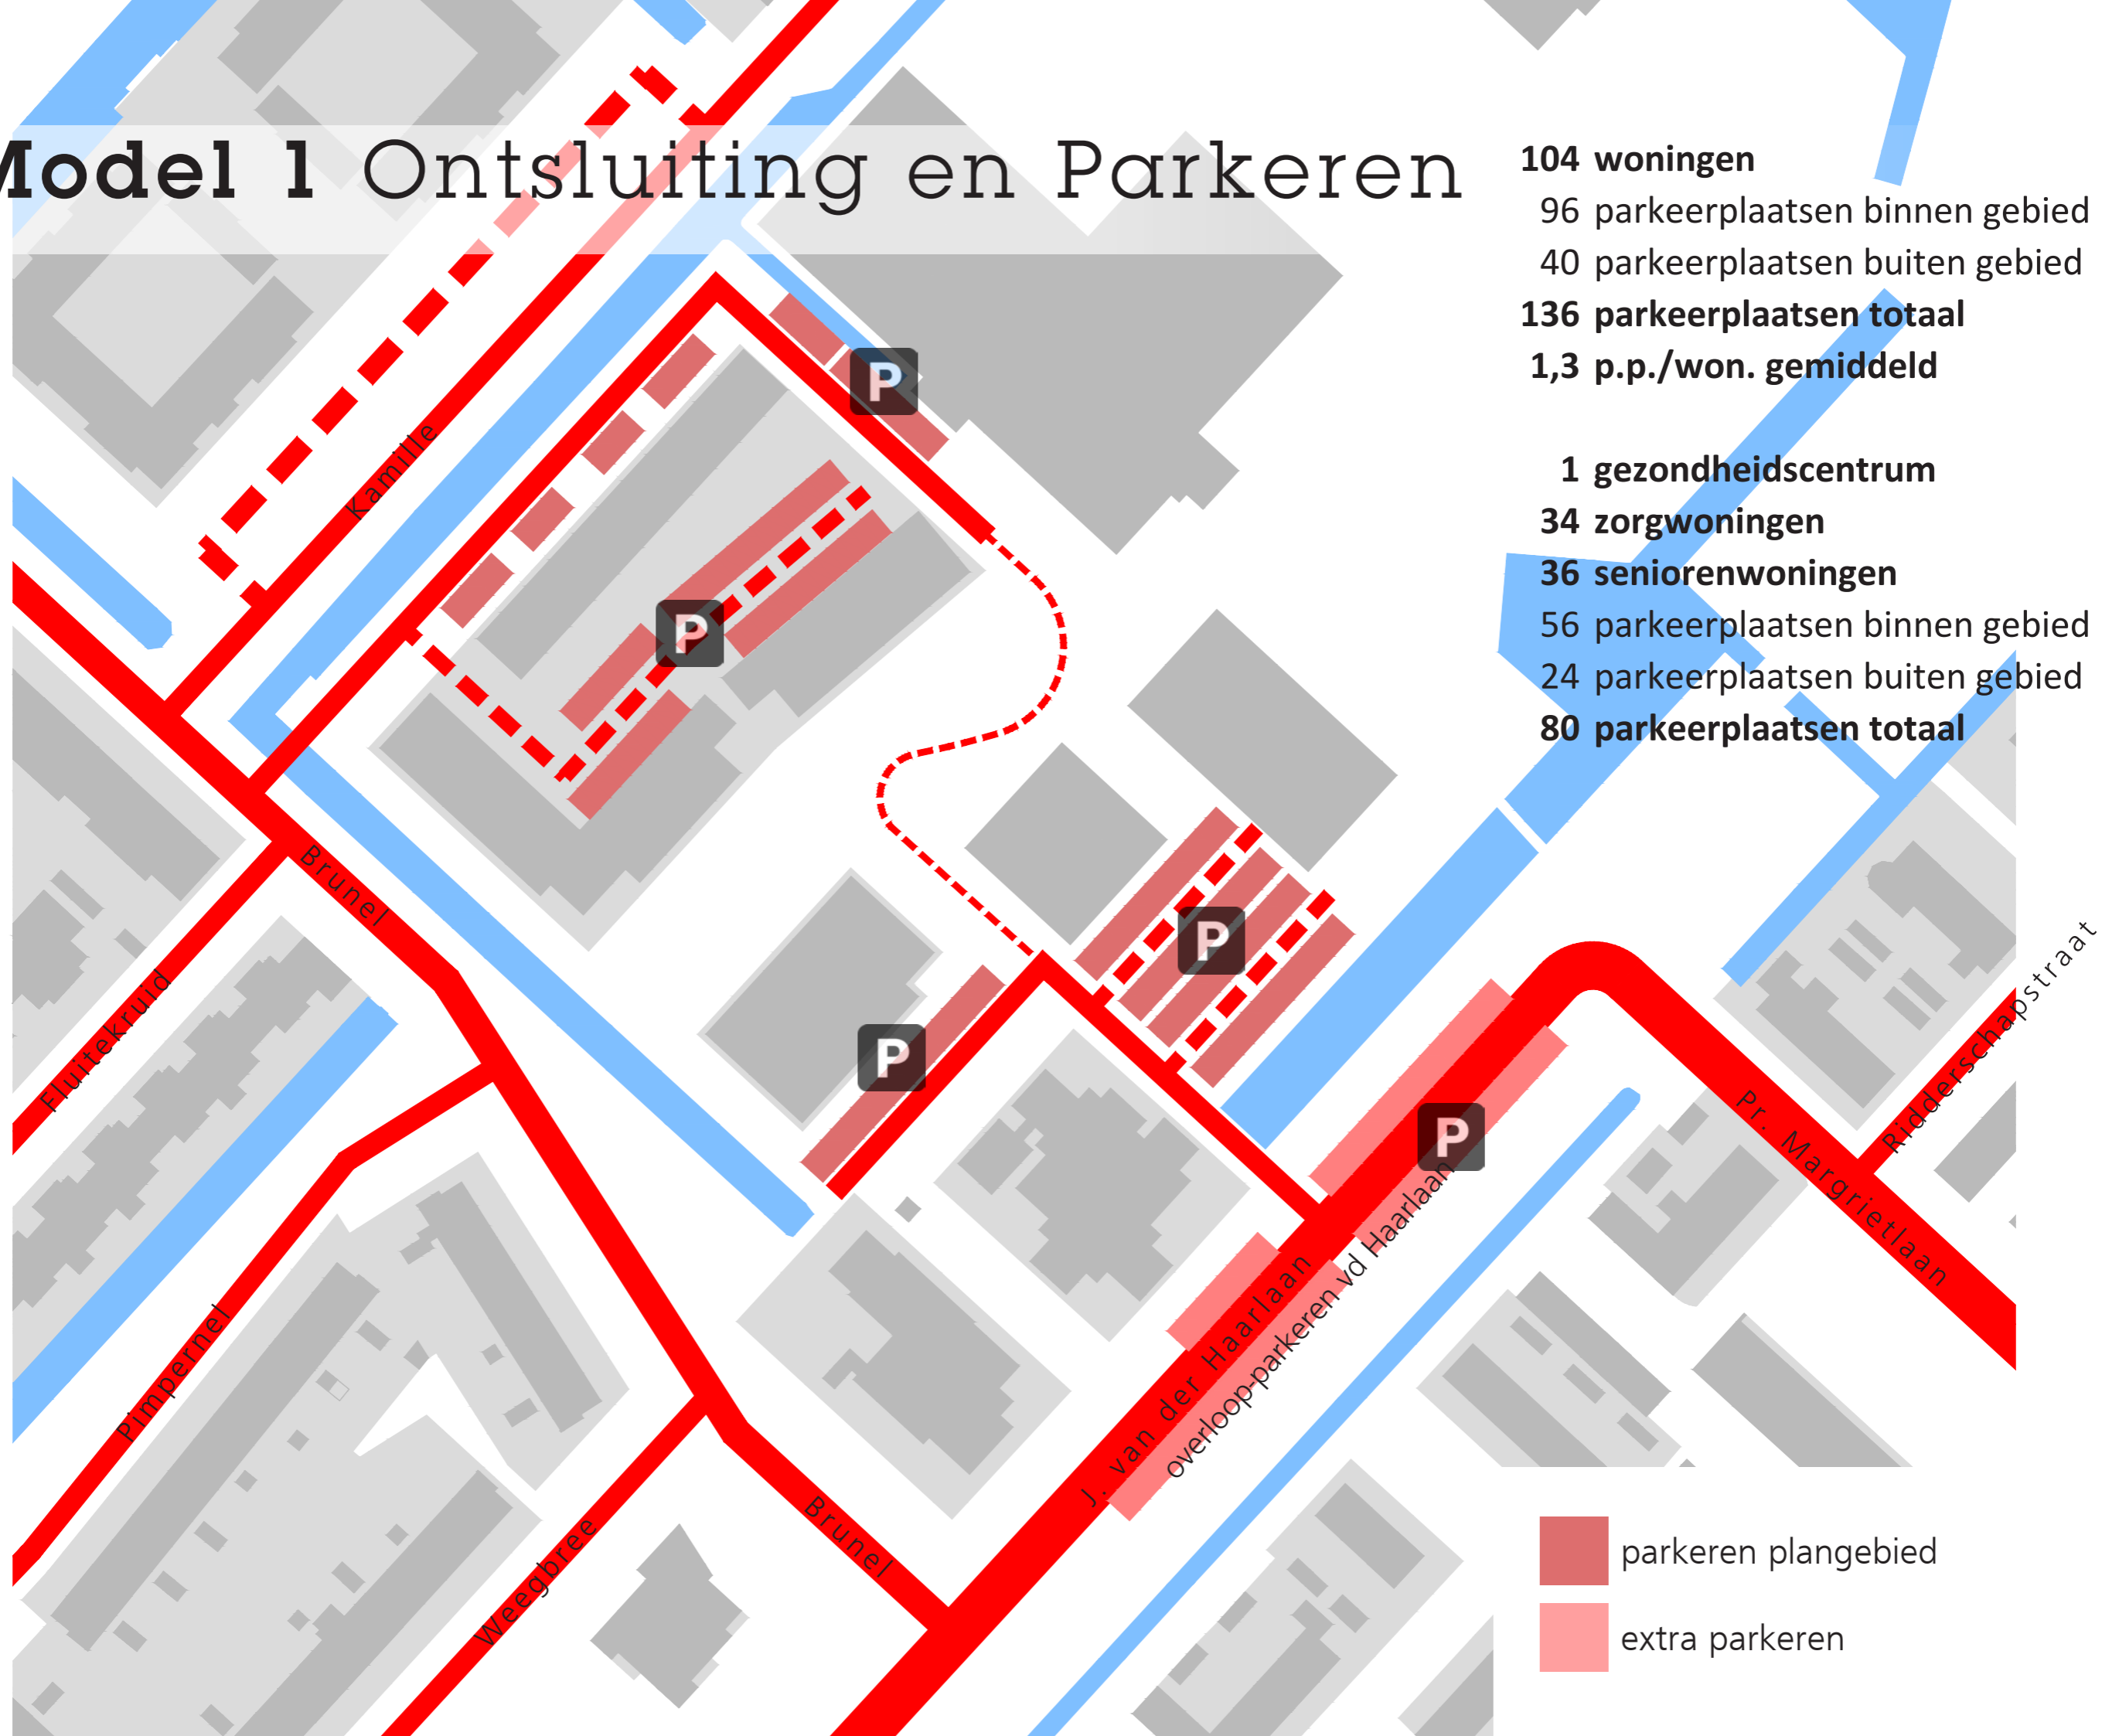 Model 1 Ontsluiting en Parkeren
104 woningen
96 parkeerplaatsen binnen gebied
40 parkeerplaatsen buiten gebied
136 parkeerplaatsen totaal
1,3 p.p./won. gemiddeld
1 gezondheidscentrum
34 zorgwoningen
36 seniorenwoningen
56 parkeerplaatsen binnen gebied
24 parkeerplaatsen buiten gebied
80 parkeerplaatsen totaal
P
Kamille
P
Brunel
P
Fluitekruid
P
P
Ridderschapstraat
Pr. Margrietlaan
J. van der Haarlaan
overloop-parkeren vd Haarlaan
Pimpernel
Brunel
Weegbree
parkeren plangebied
extra parkeren